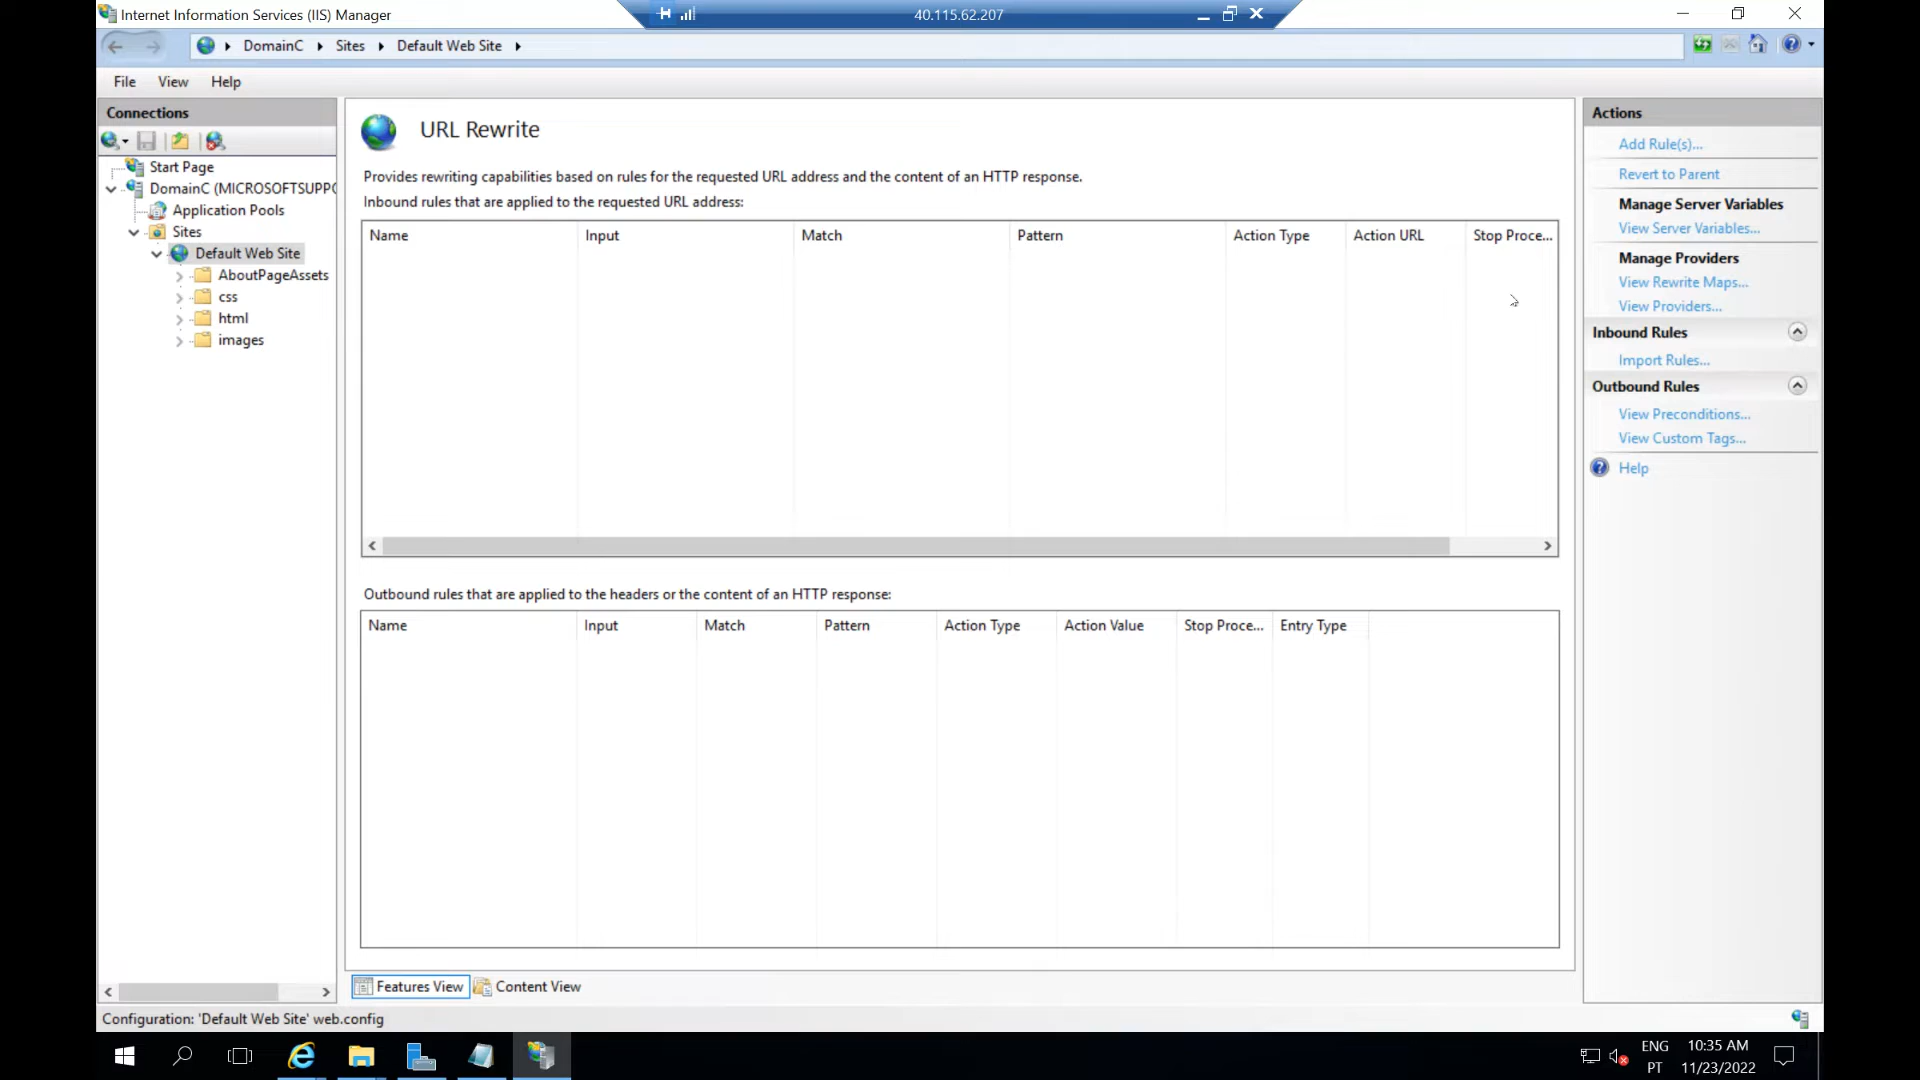 Internet Information Services (IIS) Manager
40.115.62.207
DomainC
Sites
Default Web Site
File
View
Help
Connections
Start Page
DomainC (MICROSOFTSUPPO
Application Pools
Sites
Default Web Site
AboutPageAssets
css
html
images
URL Rewrite
Provides rewriting capabilities based on rules for the requested URL address and the content of an HTTP response.
Inbound rules that are applied to the requested URL address:
Name
Input
Match
Pattern
Action Type
Action URL
Stop Proce...
Outbound rules that are applied to the headers or the content of an HTTP response:
Name
Input
Match
Pattern
Action Type
Action Value
Stop Proce...
Entry Type
Features View
Content View
Actions
Add Rule(s)...
Revert to Parent
Manage Server Variables
View Server Variables...
Manage Providers
View Rewrite Maps...
View Providers...
Inbound Rules
Import Rules...
Outbound Rules
View Preconditions...
View Custom Tags...
Help
Configuration: 'Default Web Site' web.config
ENG
PT
10:35 AM
11/23/2022